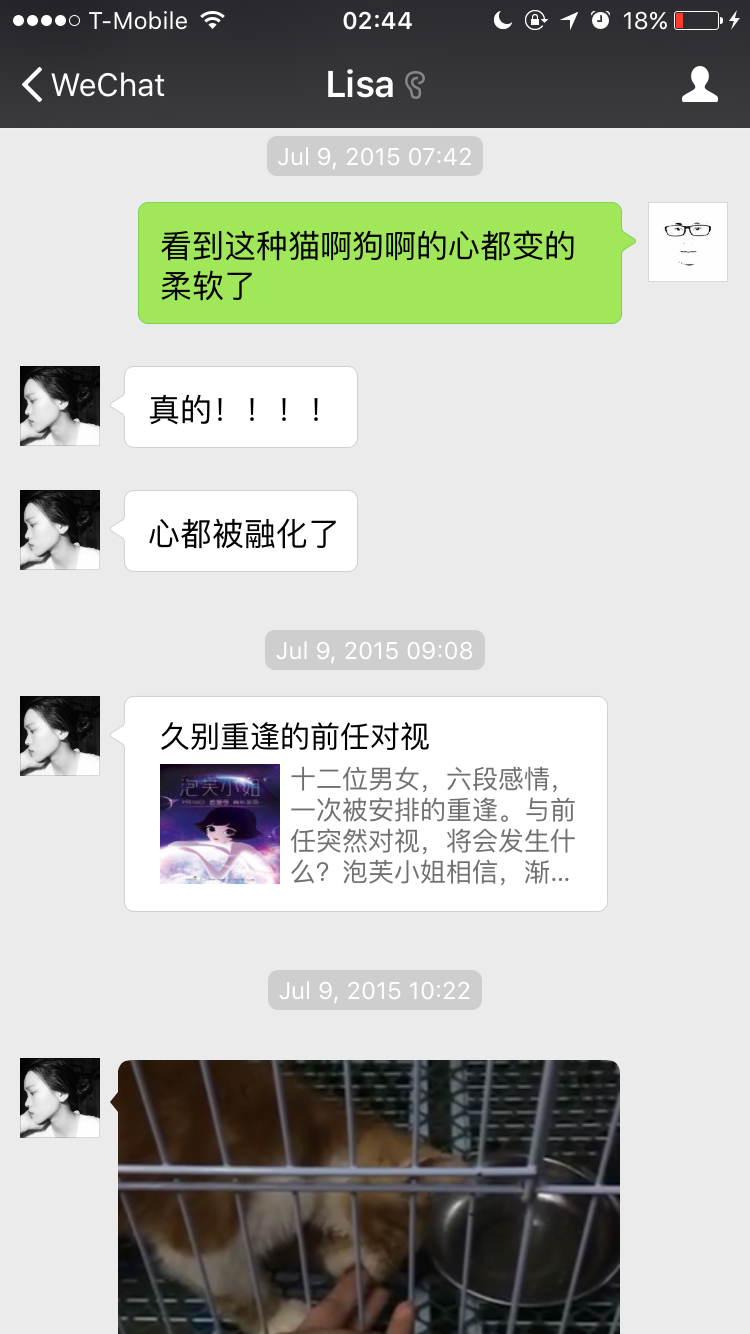 T-Mobile 02:44 18%
WeChat Lisa
Jul 9, 2015 07:42
看到这种猫啊狗啊的心都变的
柔软了
真的！！！！
心都被融化了
Jul 9, 2015 09:08
久别重逢的前任对视
泡芙小姐
十二位男女，六段感情，
一次被安排的重逢。与前
任突然对视，将会发生什
么？泡芙小姐相信，渐...
Jul 9, 2015 10:22